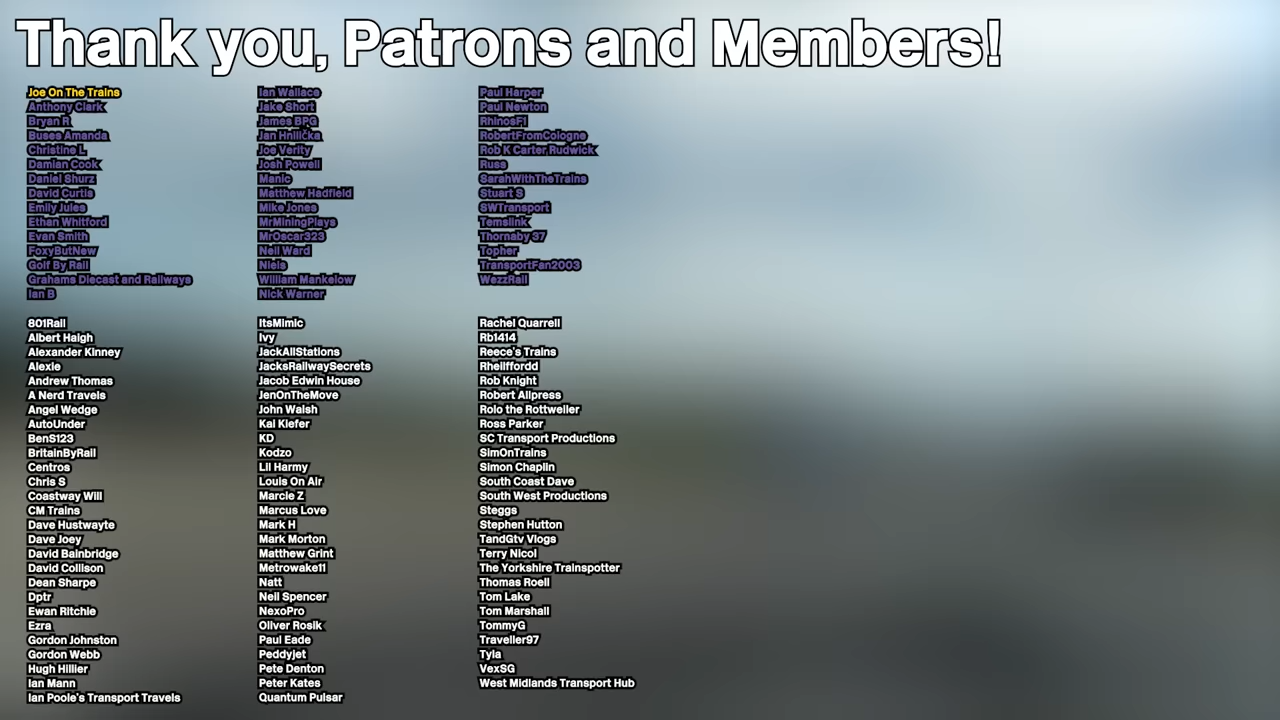 Thank you, Patrons and Members!
Joe On The Trains
Anthony Clark
Bryan R
Buses Amanda
Christine L
Damian Cook
Daniel Shurz
David Curtis
Emily Jules
Ethan Whitford
Evan Smith
FoxyButNew
Golf By Rail
Grahams Diecast and Railways
Ian B
Ian Wallace
Jake Short
James BPG
Jan Hnilička
Joe Verity
Josh Powell
Manic
Matthew Hadfield
Mike Jones
MrMiningPlays
MrOscar323
Neil Ward
Niels
William Mankelow
Nick Warner
Paul Harper
Paul Newton
RhinosF1
RobertFromCologne
Rob K Carter Rudwick
Russ
SarahWithTheTrains
Stuart S
SWTransport
Temslink
Thornaby 37
Topher
TransportFan2003
WezzRail
801Rail
Albert Haigh
Alexander Kinney
Alexie
Andrew Thomas
A Nerd Travels
Angel Wedge
AutoUnder
BenS123
BritainByRail
Centros
Chris S
Coastway Will
CM Trains
Dave Hustwayte
Dave Joey
David Bainbridge
David Collison
Dean Sharpe
Dptr
Ewan Ritchie
Ezra
Gordon Johnston
Gordon Webb
Hugh Hillier
Ian Mann
Ian Poole's Transport Travels
ItsMimic
Ivy
JackAllStations
JacksRailwaySecrets
Jacob Edwin House
JenOnTheMove
John Walsh
Kai Kiefer
KD
Kodzo
Lil Harmy
Louis On Air
Marcie Z
Marcus Love
Mark H
Mark Morton
Matthew Grint
Metrowake11
Natt
Neil Spencer
NexoPro
Oliver Rosik
Paul Eade
Peddyjet
Pete Denton
Peter Kates
Quantum Pulsar
Rachel Quarrell
Rb1414
Reece's Trains
Rheliffordd
Rob Knight
Robert Allpress
Rolo the Rottweiler
Ross Parker
SC Transport Productions
SimOnTrains
Simon Chaplin
South Coast Dave
South West Productions
Steggs
Stephen Hutton
TandGtv Vlogs
Terry Nicol
The Yorkshire Trainspotter
Thomas Roell
Tom Lake
Tom Marshall
TommyG
Traveller97
Tyla
VexSG
West Midlands Transport Hub